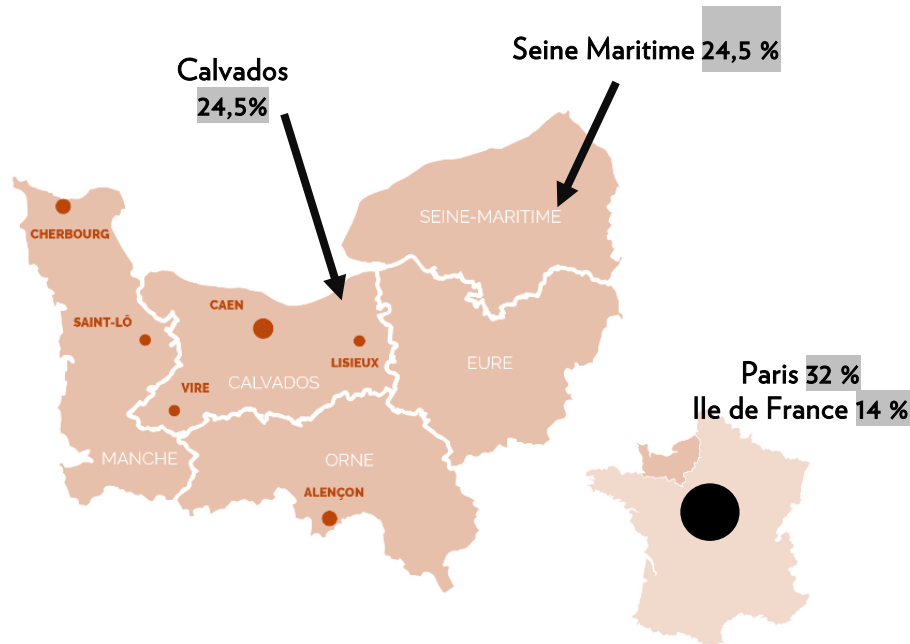 Seine Maritime 24,5 %
Calvados
24,5%
SEINE-MARITIME
CHERBOURG
CAEN
SAINT-LÔ
LISIEUX
EURE
CALVADOS
VIRE
Paris 32 %
Ile de France 14 %
MANCHE
ORNE
ALENÇON